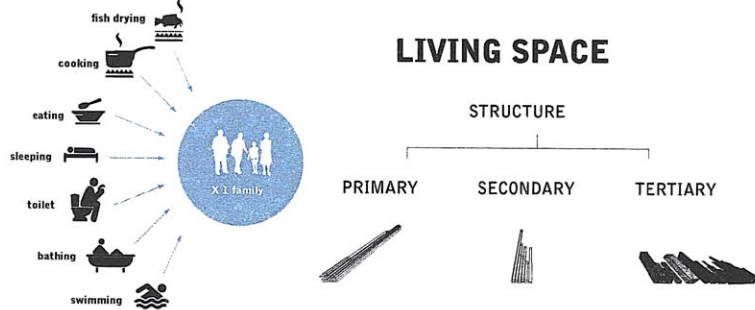 fish drying
cooking
eating
sleeping
toilet
bathing
swimming
X 1 family
LIVING SPACE
STRUCTURE
PRIMARY
SECONDARY
TERTIARY